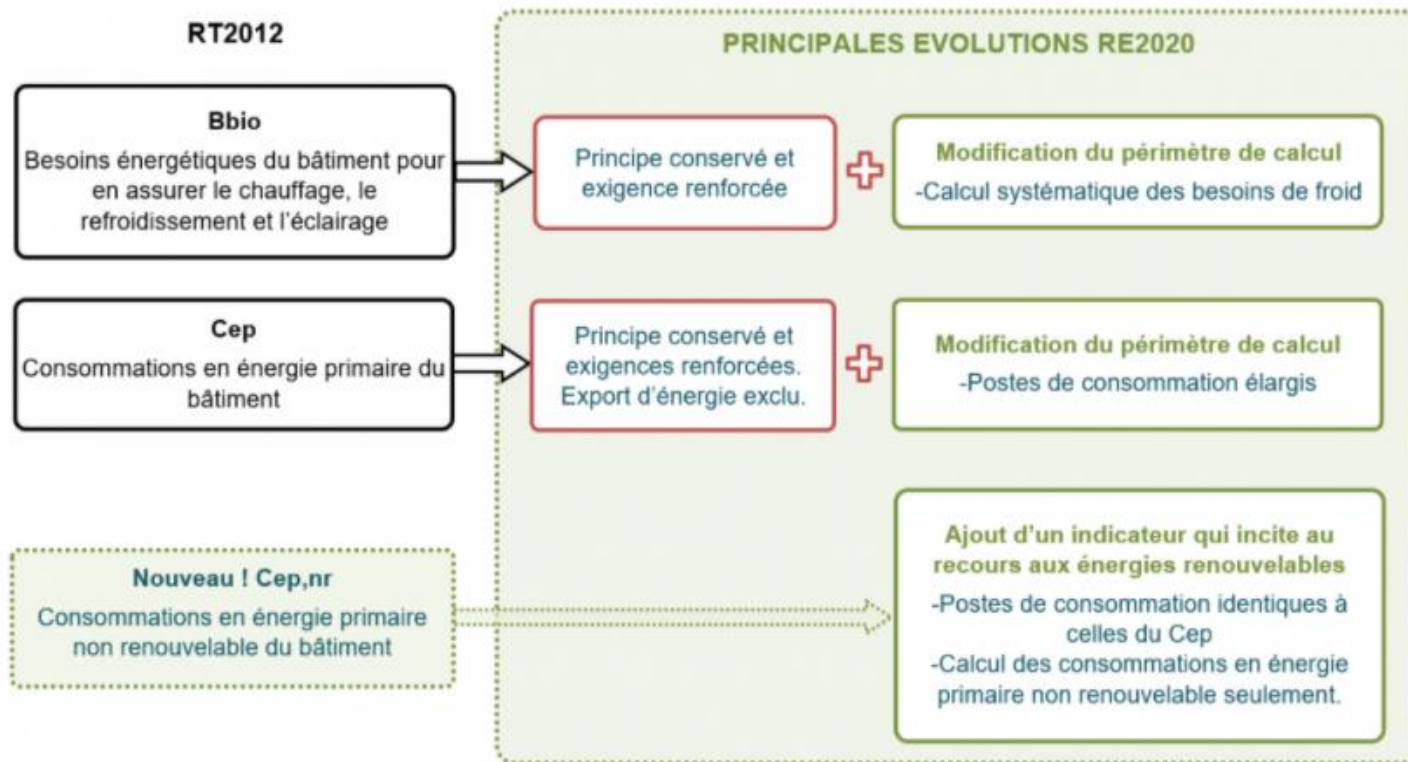 RT2012
PRINCIPALES EVOLUTIONS RE2020
Bbio
Besoins énergétiques du bâtiment pour
en assurer le chauffage, le
refroidissement et l'éclairage
Principe conservé et
exigence renforcée
Modification du périmètre de calcul
-Calcul systématique des besoins de froid
Cep
Consommations en énergie primaire du
bâtiment
Principe conservé et
exigences renforcées.
Export d'énergie exclu.
Modification du périmètre de calcul
-Postes de consommation élargis
Nouveau ! Cep,nr
Consommations en énergie primaire
non renouvelable du bâtiment
Ajout d'un indicateur qui incite au
recours aux énergies renouvelables
-Postes de consommation identiques à
celles du Cep
-Calcul des consommations en énergie
primaire non renouvelable seulement.